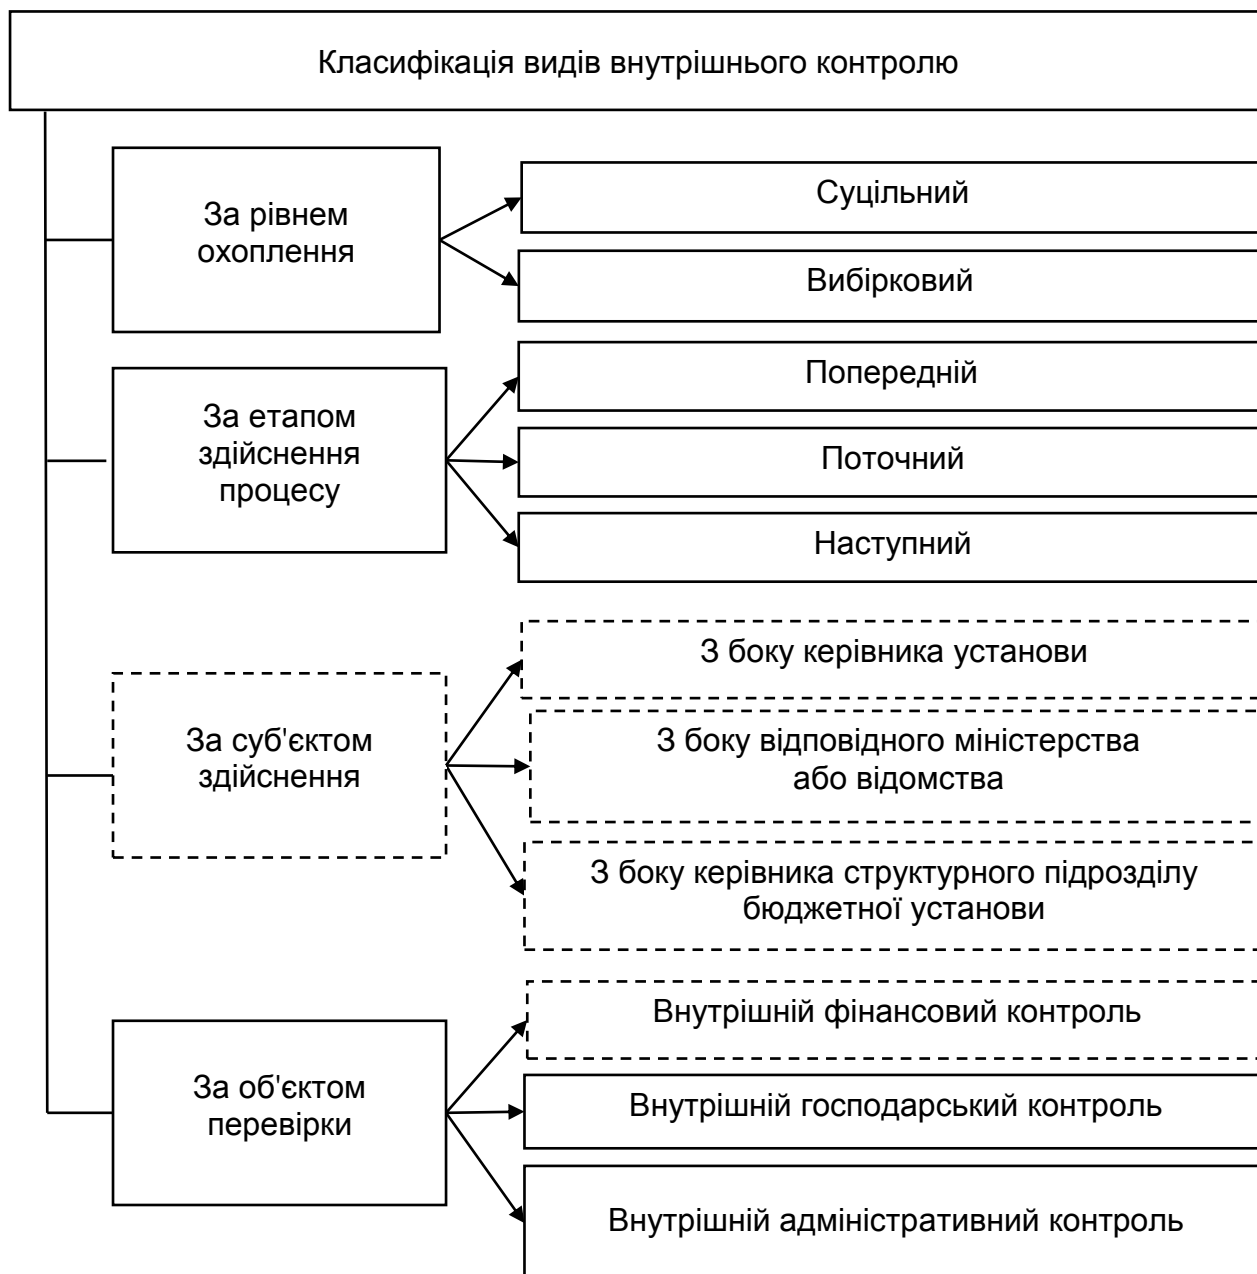 Класифікація видів внутрішнього контролю
За рівнем
охоплення
Суцільний
Вибірковий
За етапом
здійснення
процесу
Попередній
Поточний
Наступний
За суб'єктом
здійснення
З боку керівника установи
З боку відповідного міністерства
або відомства
З боку керівника структурного підрозділу
бюджетної установи
За об'єктом
перевірки
Внутрішній фінансовий контроль
Внутрішній господарський контроль
Внутрішній адміністративний контроль